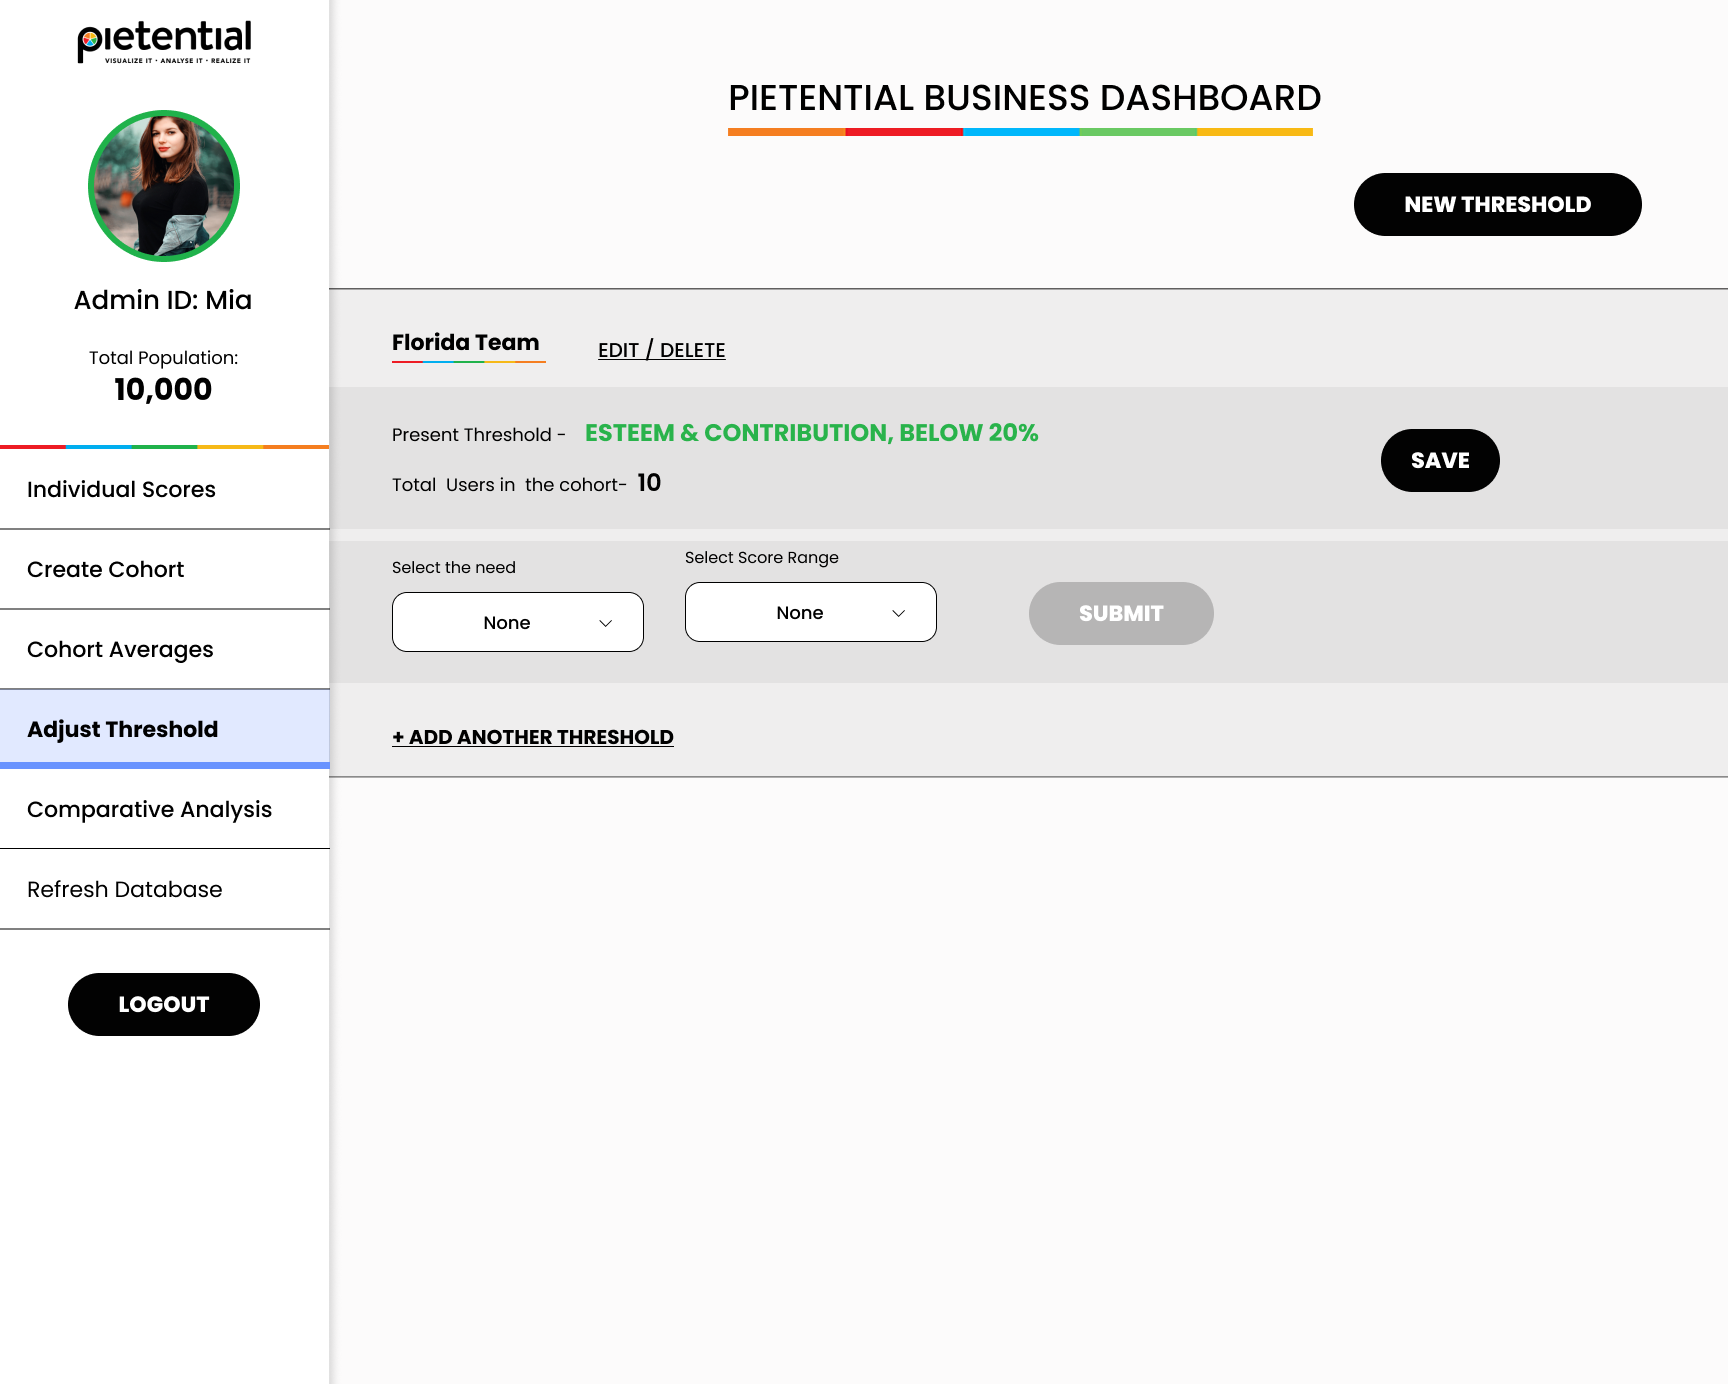 pietential
VISUALIZE IT • ANALYSE IT • REALIZE IT
Admin ID: Mia
Total Population:
10,000
Individual Scores
Create Cohort
Cohort Averages
Adjust Threshold
Comparative Analysis
Refresh Database
LOGOUT
PIETENTIAL BUSINESS DASHBOARD
NEW THRESHOLD
Florida Team
EDIT / DELETE
Present Threshold - ESTEEM & CONTRIBUTION, BELOW 20%
Total Users in the cohort- 10
SAVE
Select the need
Select Score Range
None
None
SUBMIT
+ ADD ANOTHER THRESHOLD